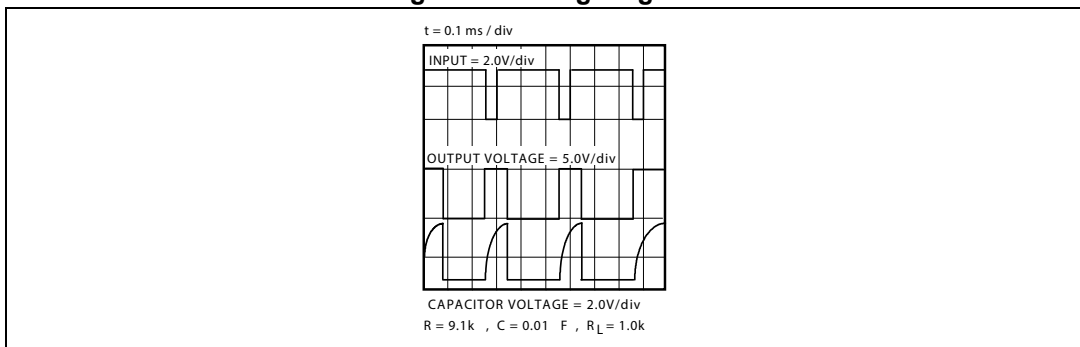 t = 0.1 ms / div
INPUT = 2.0V/div
OUTPUT VOLTAGE = 5.0V/div
CAPACITOR VOLTAGE = 2.0V/div
R = 9.1k , C = 0.01 F , RL = 1.0k